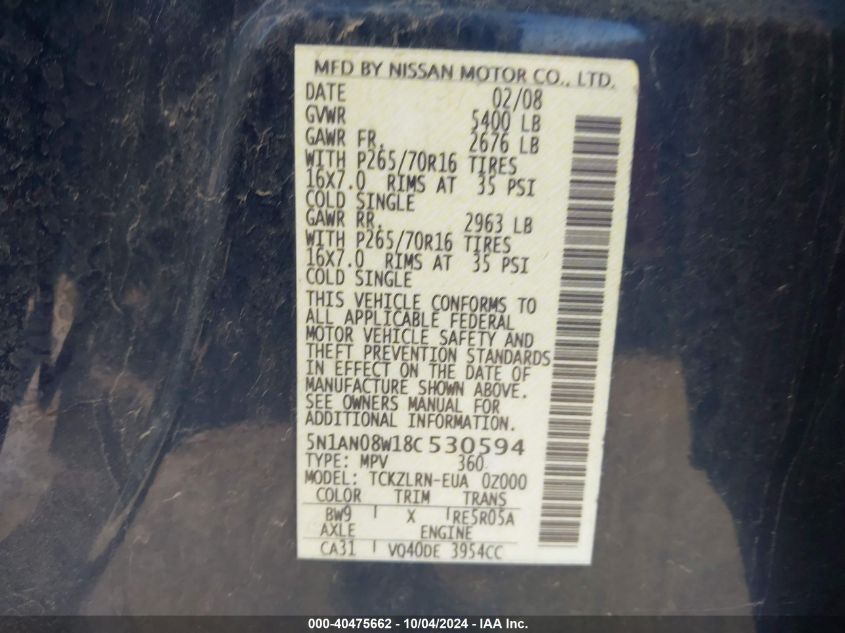 MFD BY NISSAN MOTOR CO., LTD.
DATE 02/08
GVWR 5400 LB
GAWR FR. 2676 LB
WITH P265/70R16 TIRES
16X7.0 RIMS AT 35 PSI
COLD SINGLE
GAWR RR. 2963 LB
WITH P265/70R16 TIRES
16X7.0 RIMS AT 35 PSI
COLD SINGLE
THIS VEHICLE CONFORMS TO
ALL APPLICABLE FEDERAL
MOTOR VEHICLE SAFETY AND
THEFT PREVENTION STANDARDS
IN EFFECT ON THE DATE OF
MANUFACTURE SHOWN ABOVE.
SEE OWNERS MANUAL FOR
ADDITIONAL INFORMATION.
5N1AN08W18C530594
TYPE: MPV 360
MODEL: TCKZLRN-EUA 0Z000
COLOR TRIM TRANS
BW9 X RE5R05A
AXLE ENGINE
CA31 VQ40DE 3954CC
000-40475662 - 10/04/2024 - IAA Inc.